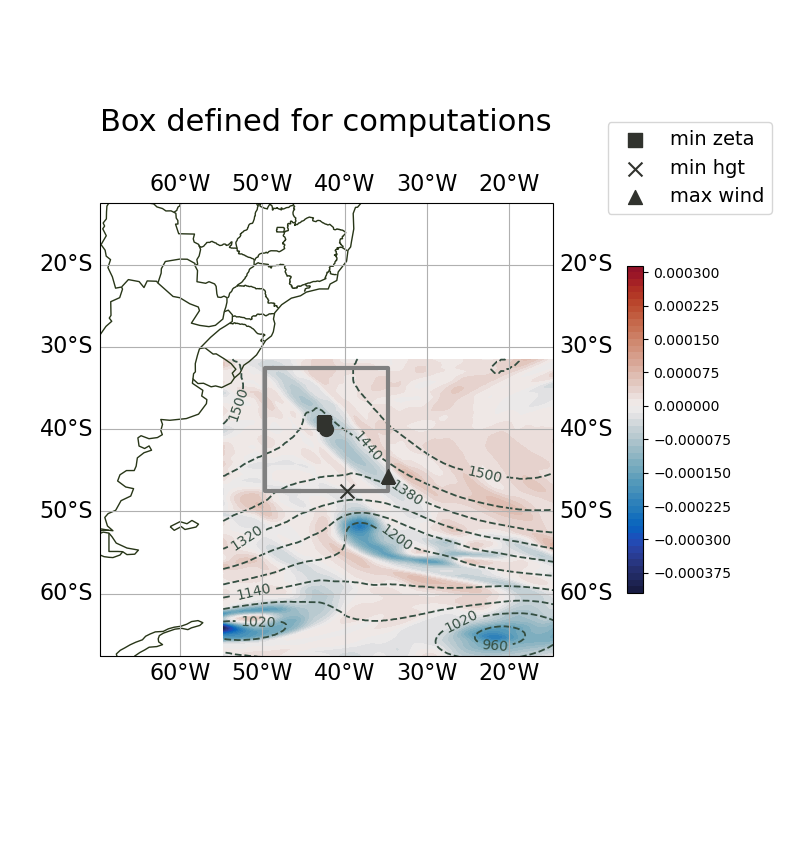 Box defined for computations
min zeta
min hgt
max wind
60°W 50°W 40°W 30°W 20°W
20°S 20°S
30°S 30°S
40°S 40°S
50°S 50°S
60°S 60°S
1500
1440
1500
1380
1320
1200
1140
1020
1020
960
60°W 50°W 40°W 30°W 20°W
0.000300
0.000225
0.000150
0.000075
0.000000
−0.000075
−0.000150
−0.000225
−0.000300
−0.000375